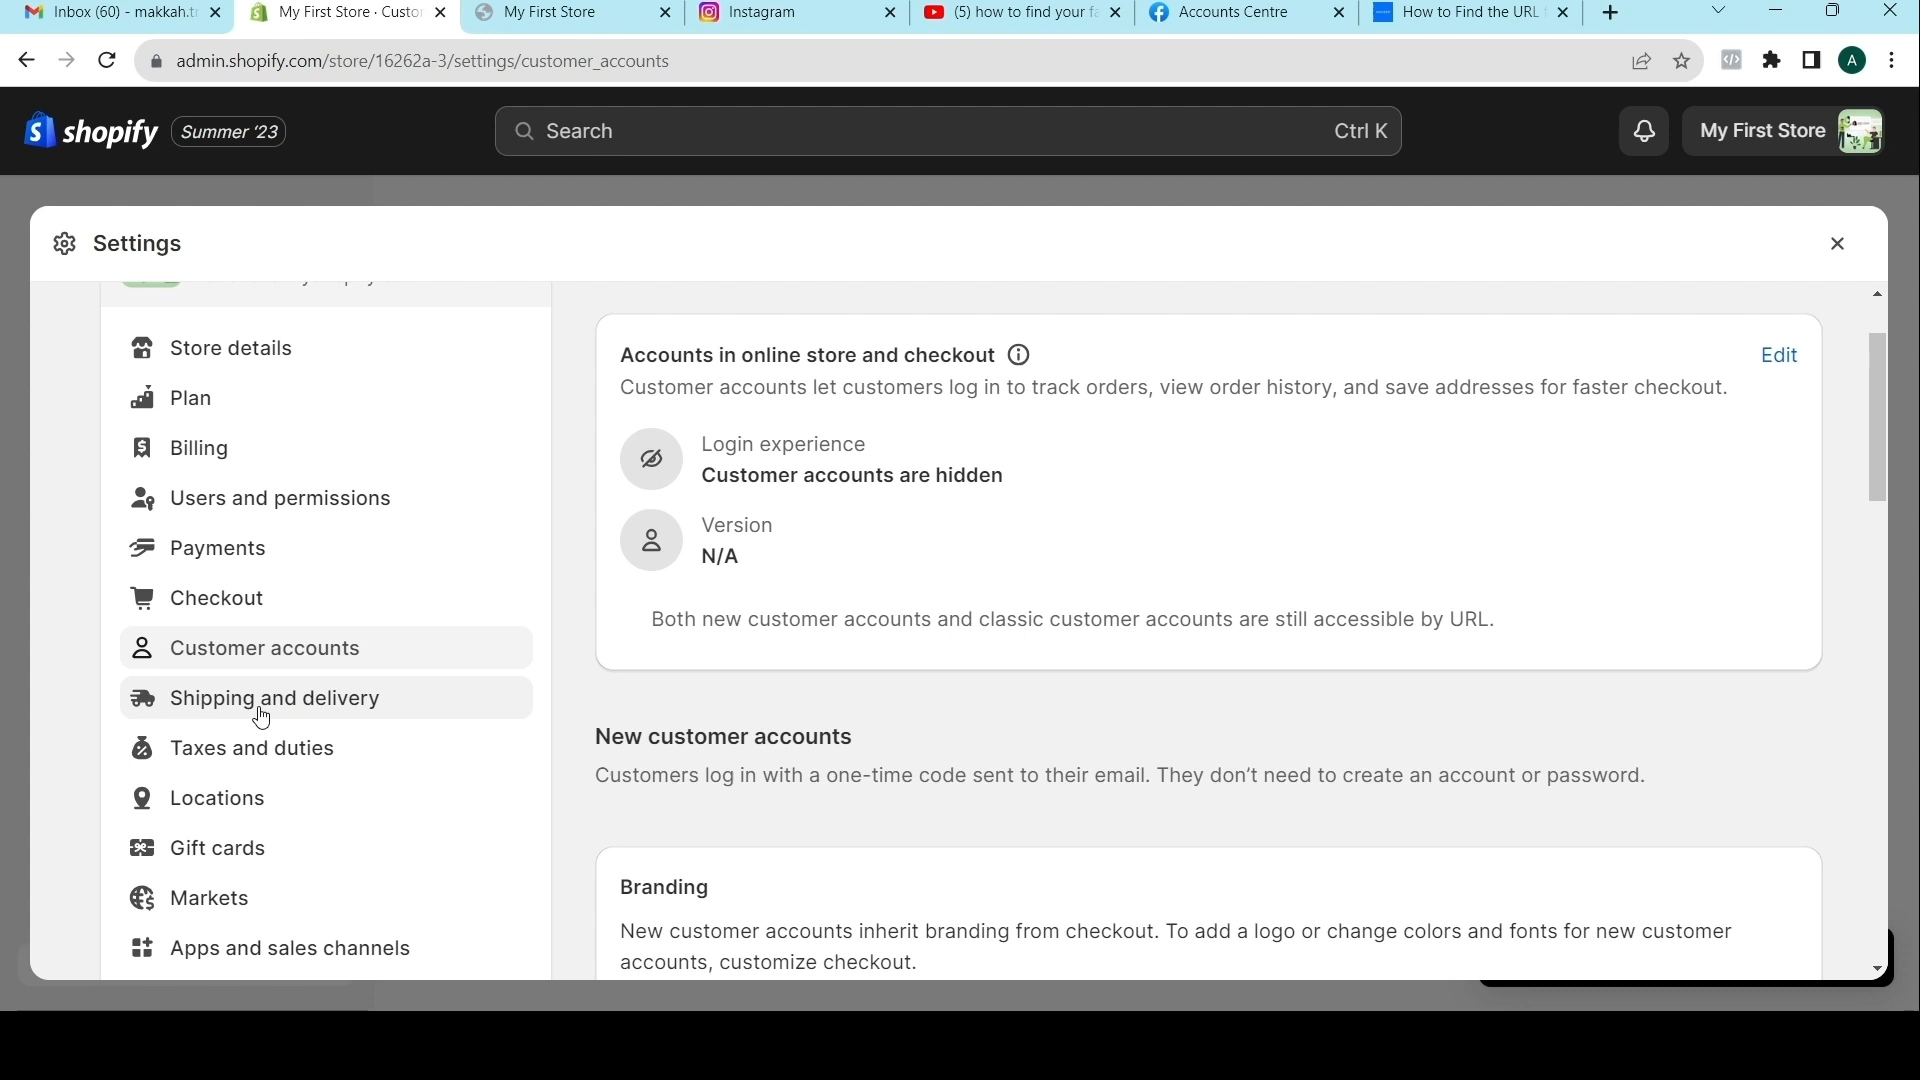 Inbox (60) - makkah.tr
My First Store · Custor
My First Store
Instagram
(5) how to find your fa
Accounts Centre
How to Find the URL
admin.shopify.com/store/16262a-3/settings/customer_accounts
A
shopify
Summer '23
Search
Ctrl K
My First Store
Settings
Store details
Plan
Billing
Users and permissions
Payments
Checkout
Customer accounts
Shipping and delivery
Taxes and duties
Locations
Gift cards
Markets
Apps and sales channels
Accounts in online store and checkout
Edit
Customer accounts let customers log in to track orders, view order history, and save addresses for faster checkout.
Login experience
Customer accounts are hidden
Version
N/A
Both new customer accounts and classic customer accounts are still accessible by URL.
New customer accounts
Customers log in with a one-time code sent to their email. They don't need to create an account or password.
Branding
New customer accounts inherit branding from checkout. To add a logo or change colors and fonts for new customer
accounts, customize checkout.